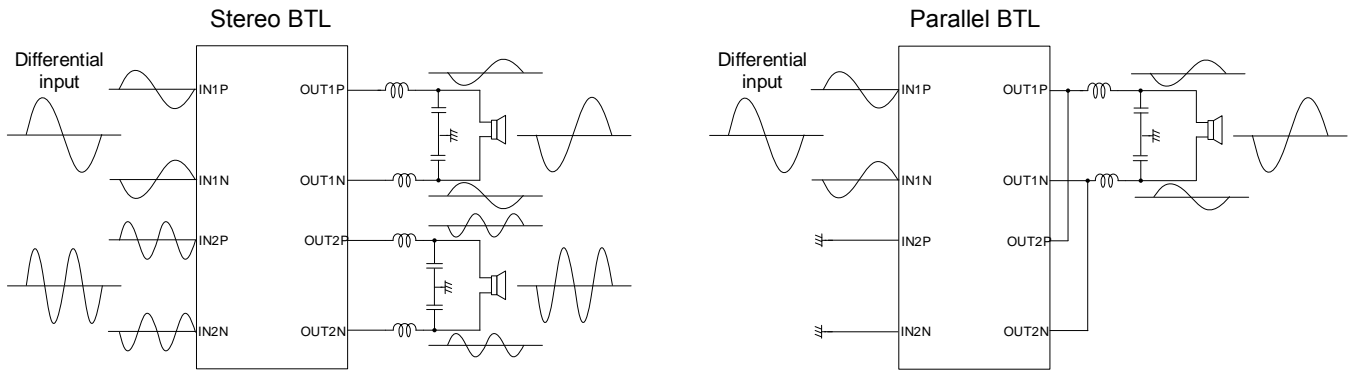 Stereo BTL
Differential
input
IN1P
IN1N
IN2P
IN2N
OUT1P
OUT1N
OUT2P
OUT2N
Parallel BTL
Differential
input
IN1P
IN1N
IN2P
IN2N
OUT1P
OUT1N
OUT2P
OUT2N